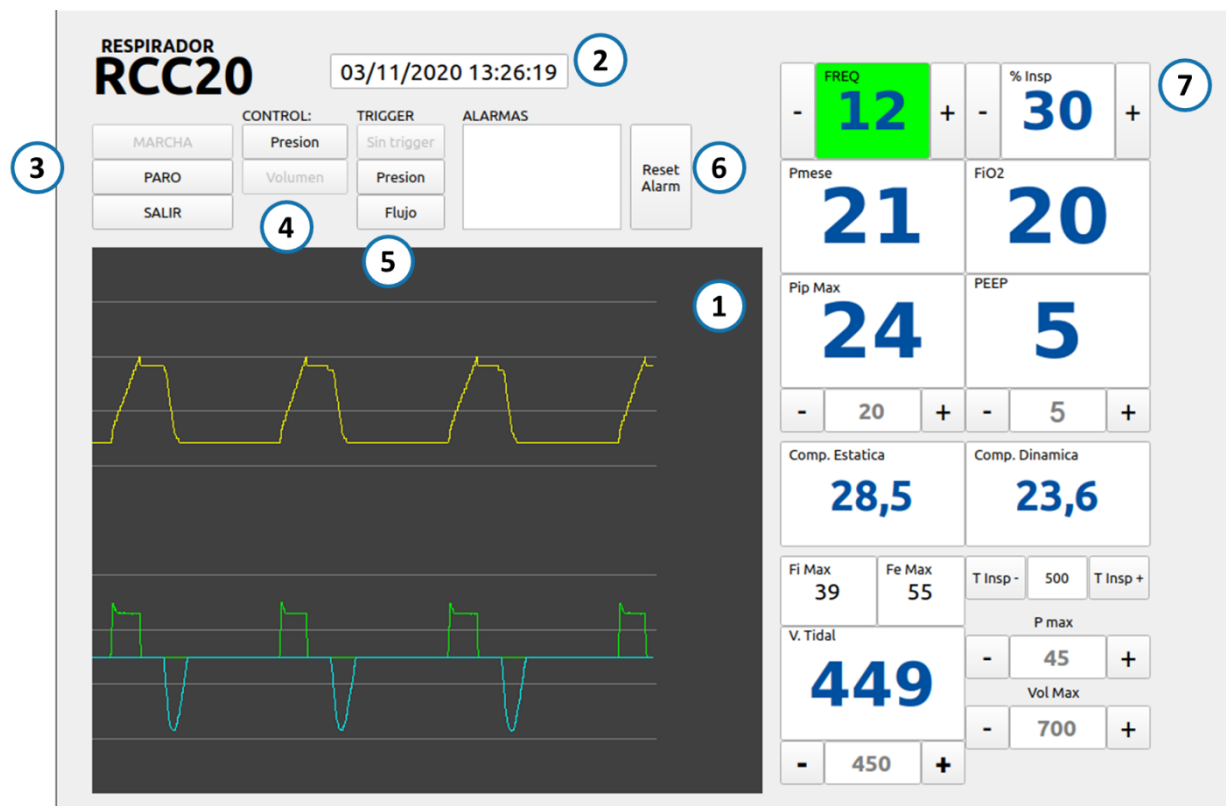 RESPIRADOR
RCC20
03/11/2020 13:26:19
2
3
MARCHA
PARO
SALIR
CONTROL:
Presion
Volumen
4
TRIGGER
Sin trigger
Presion
Flujo
5
ALARMAS
Reset
Alarm
6
1
-
FREQ
12
+
-
% Insp
30
+
7
Pmese
21
FiO2
20
Pip Max
24
PEEP
5
- 20 +
- 5 +
Comp. Estatica
28,5
Comp. Dinamica
23,6
Fi Max
39
Fe Max
55
T Insp - 500 T Insp +
P max
- 45 +
Vol Max
- 700 +
V. Tidal
449
- 450 +